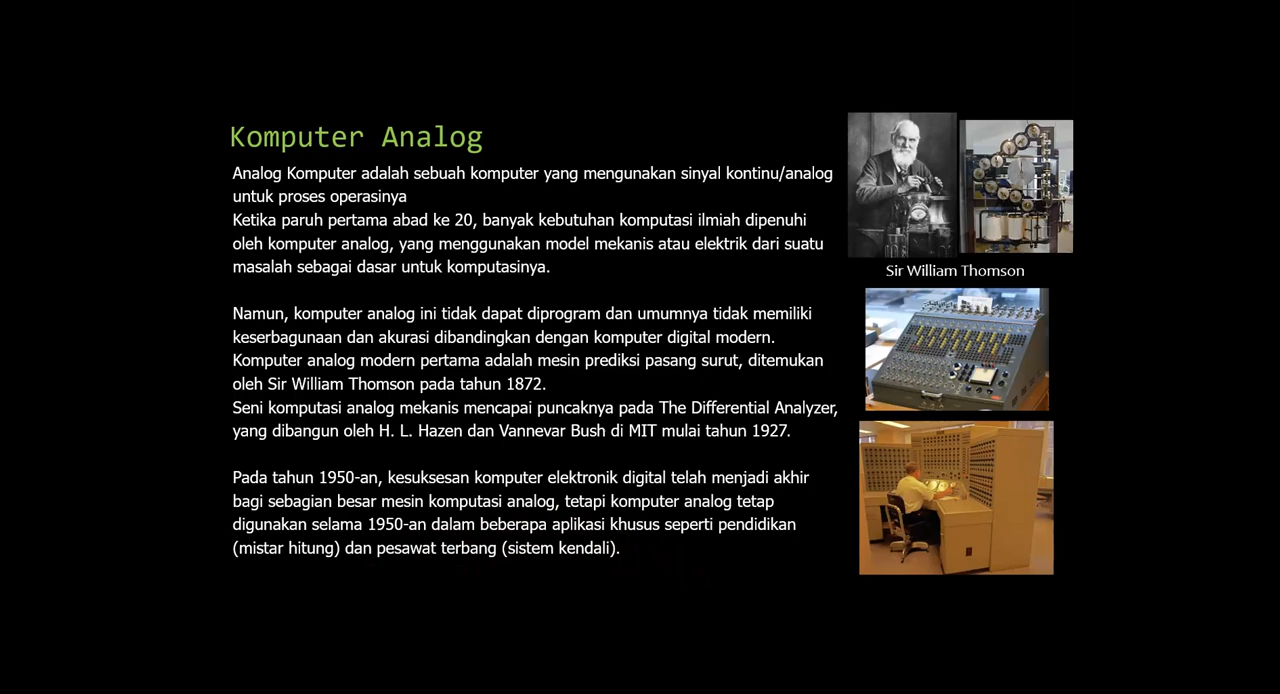 Komputer Analog
Analog Komputer adalah sebuah komputer yang mengunakan sinyal kontinu/analog
untuk proses operasinya
Ketika paruh pertama abad ke 20, banyak kebutuhan komputasi ilmiah dipenuhi
oleh komputer analog, yang menggunakan model mekanis atau elektrik dari suatu
masalah sebagai dasar untuk komputasinya.
Namun, komputer analog ini tidak dapat diprogram dan umumnya tidak memiliki
keserbagunaan dan akurasi dibandingkan dengan komputer digital modern.
Komputer analog modern pertama adalah mesin prediksi pasang surut, ditemukan
oleh Sir William Thomson pada tahun 1872.
Seni komputasi analog mekanis mencapai puncaknya pada The Differential Analyzer,
yang dibangun oleh H. L. Hazen dan Vannevar Bush di MIT mulai tahun 1927.
Pada tahun 1950-an, kesuksesan komputer elektronik digital telah menjadi akhir
bagi sebagian besar mesin komputasi analog, tetapi komputer analog tetap
digunakan selama 1950-an dalam beberapa aplikasi khusus seperti pendidikan
(mistar hitung) dan pesawat terbang (sistem kendali).
Sir William Thomson